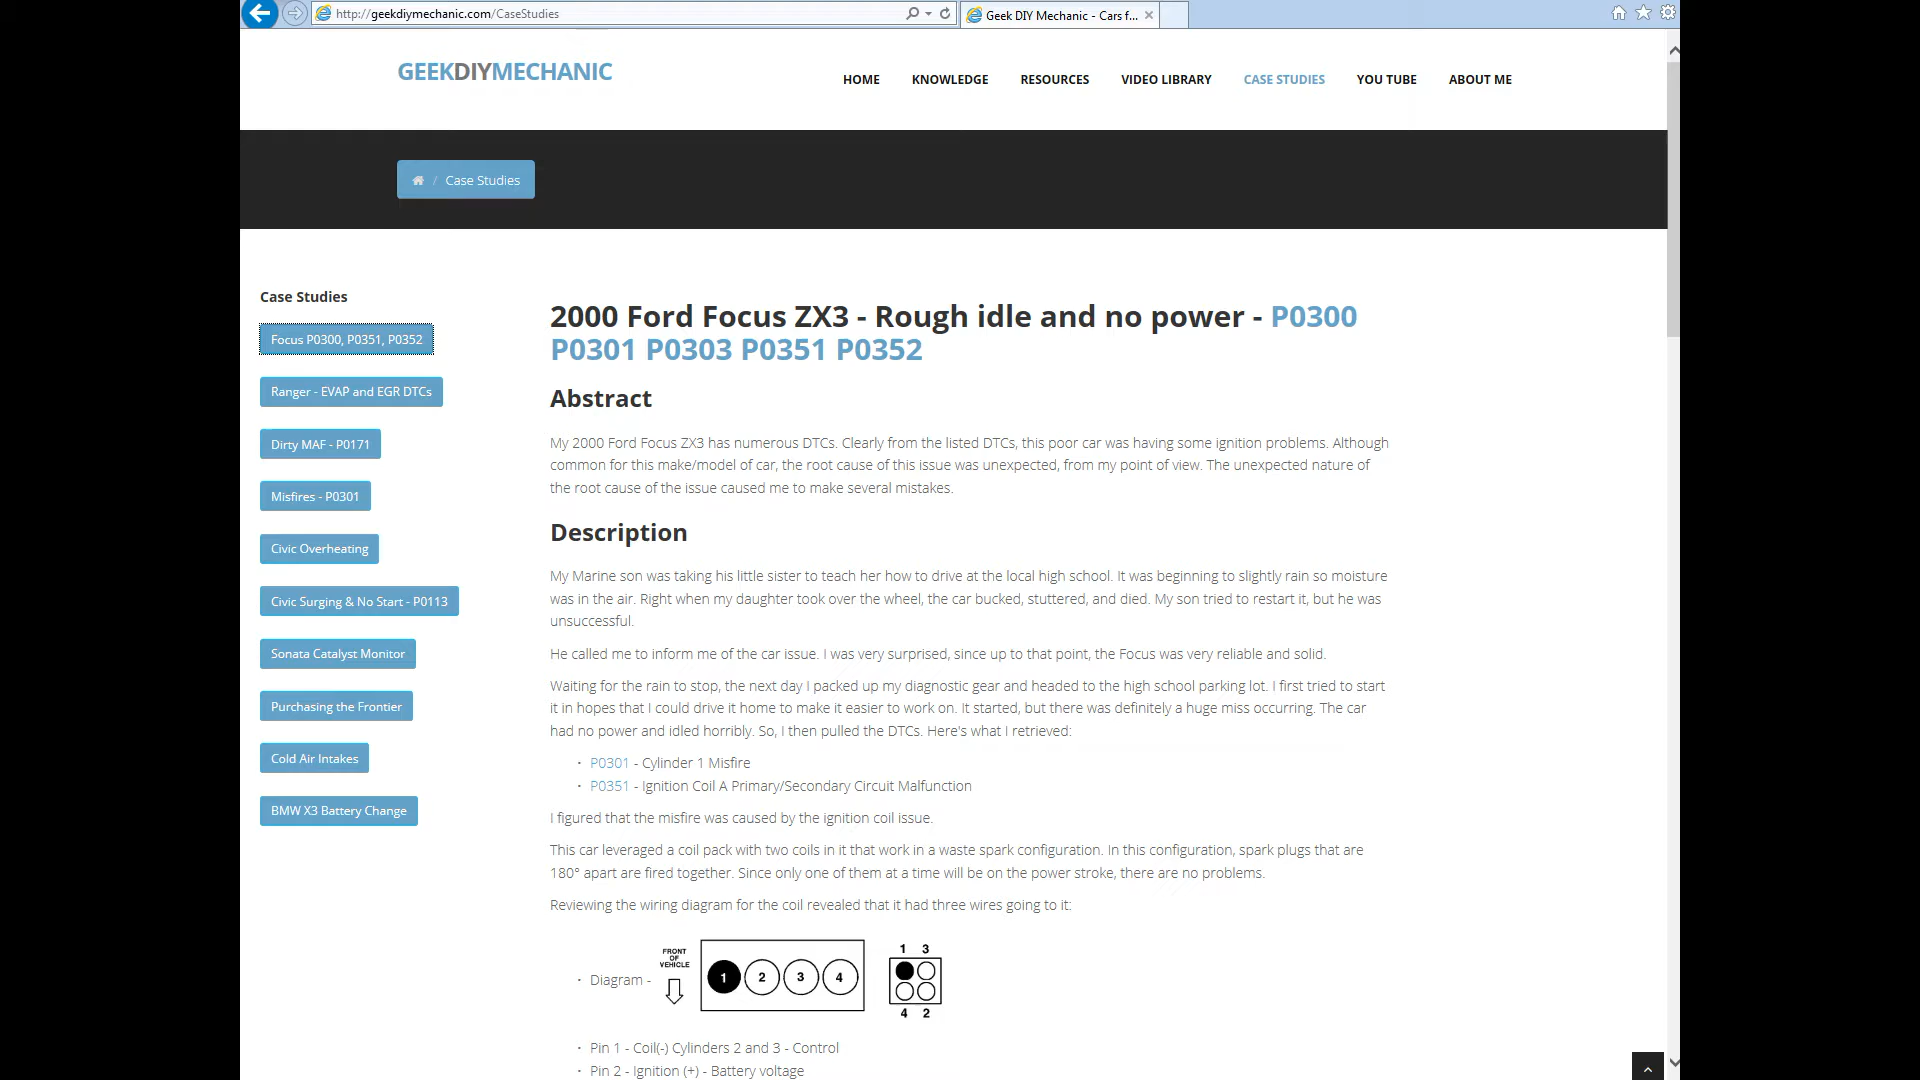 http://geekdiymechanic.com/CaseStudies
Geek DIY Mechanic - Cars f...
GEEKDIYMECHANIC
HOME KNOWLEDGE RESOURCES VIDEO LIBRARY CASE STUDIES YOU TUBE ABOUT ME
/ Case Studies
Case Studies
Focus P0300, P0351, P0352
Ranger - EVAP and EGR DTCs
Dirty MAF - P0171
Misfires - P0301
Civic Overheating
Civic Surging & No Start - P0113
Sonata Catalyst Monitor
Purchasing the Frontier
Cold Air Intakes
BMW X3 Battery Change
2000 Ford Focus ZX3 - Rough idle and no power - P0300
P0301 P0303 P0351 P0352
Abstract
My 2000 Ford Focus ZX3 has numerous DTCs. Clearly from the listed DTCs, this poor car was having some ignition problems. Although
common for this make/model of car, the root cause of this issue was unexpected, from my point of view. The unexpected nature of
the root cause of the issue caused me to make several mistakes.
Description
My Marine son was taking his little sister to teach her how to drive at the local high school. It was beginning to slightly rain so moisture
was in the air. Right when my daughter took over the wheel, the car bucked, stuttered, and died. My son tried to restart it, but he was
unsuccessful.
He called me to inform me of the car issue. I was very surprised, since up to that point, the Focus was very reliable and solid.
Waiting for the rain to stop, the next day I packed up my diagnostic gear and headed to the high school parking lot. I first tried to start
it in hopes that I could drive it home to make it easier to work on. It started, but there was definitely a huge miss occurring. The car
had no power and idled horribly. So, I then pulled the DTCs. Here's what I retrieved:
• P0301 - Cylinder 1 Misfire
• P0351 - Ignition Coil A Primary/Secondary Circuit Malfunction
I figured that the misfire was caused by the ignition coil issue.
This car leveraged a coil pack with two coils in it that work in a waste spark configuration. In this configuration, spark plugs that are
180° apart are fired together. Since only one of them at a time will be on the power stroke, there are no problems.
Reviewing the wiring diagram for the coil revealed that it had three wires going to it:
• Diagram -
FRONT
OF
VEHICLE
1 2 3 4
1 3
4 2
• Pin 1 - Coil(-) Cylinders 2 and 3 - Control
• Pin 2 - Ignition (+) - Battery voltage